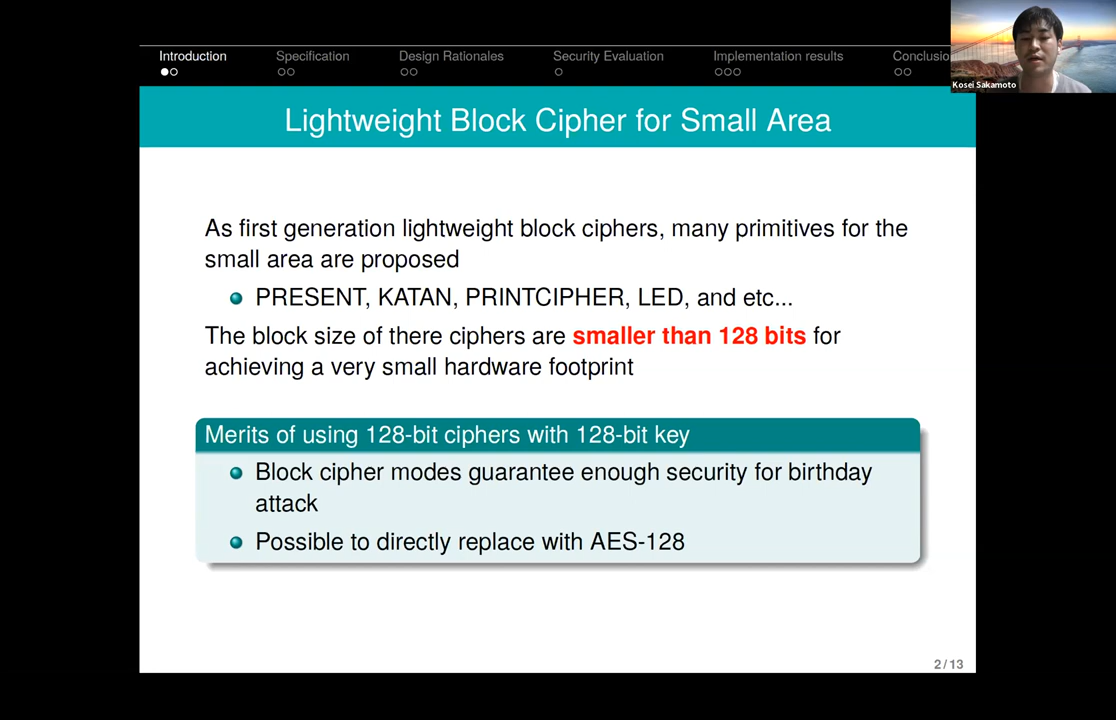 Introduction
Specification
Design Rationales
Security Evaluation
Implementation results
Conclusio
Kosei Sakamoto
Lightweight Block Cipher for Small Area
As first generation lightweight block ciphers, many primitives for the
small area are proposed
PRESENT, KATAN, PRINTCIPHER, LED, and etc...
The block size of there ciphers are smaller than 128 bits for
achieving a very small hardware footprint
Merits of using 128-bit ciphers with 128-bit key
Block cipher modes guarantee enough security for birthday
attack
Possible to directly replace with AES-128
2 / 13